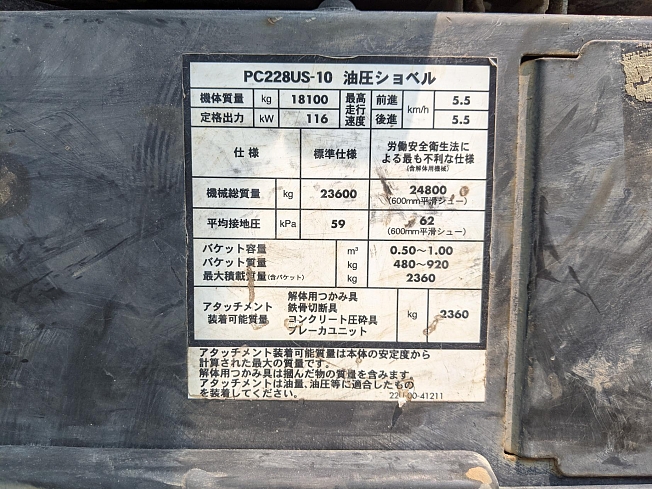 PC228US-10 油圧ショベル
機体質量 kg 18100 最高走行速度 前進 km/h 5.5
定格出力 kW 116 後進 5.5
仕様 標準仕様 労働安全衛生法による最も不利な仕様 (含解体用機械)
機械総質量 kg 23600 24800 (600mm平滑シュー)
平均接地圧 kPa 59 62 (600mm平滑シュー)
バケット容量 m³ 0.50～1.00
バケット質量 kg 480～920
最大積載質量(含バケット) kg 2360
アタッチメント装着可能質量 解体用つかみ具 鉄骨切断具 コンクリート圧砕具 ブレーカユニット kg 2360
アタッチメント装着可能質量は本体の安定度から
計算された最大の質量です。
解体用つかみ具は掴んだ物の質量を含みます。
アタッチメントは油量、油圧等に適合したもの
を装着してください。